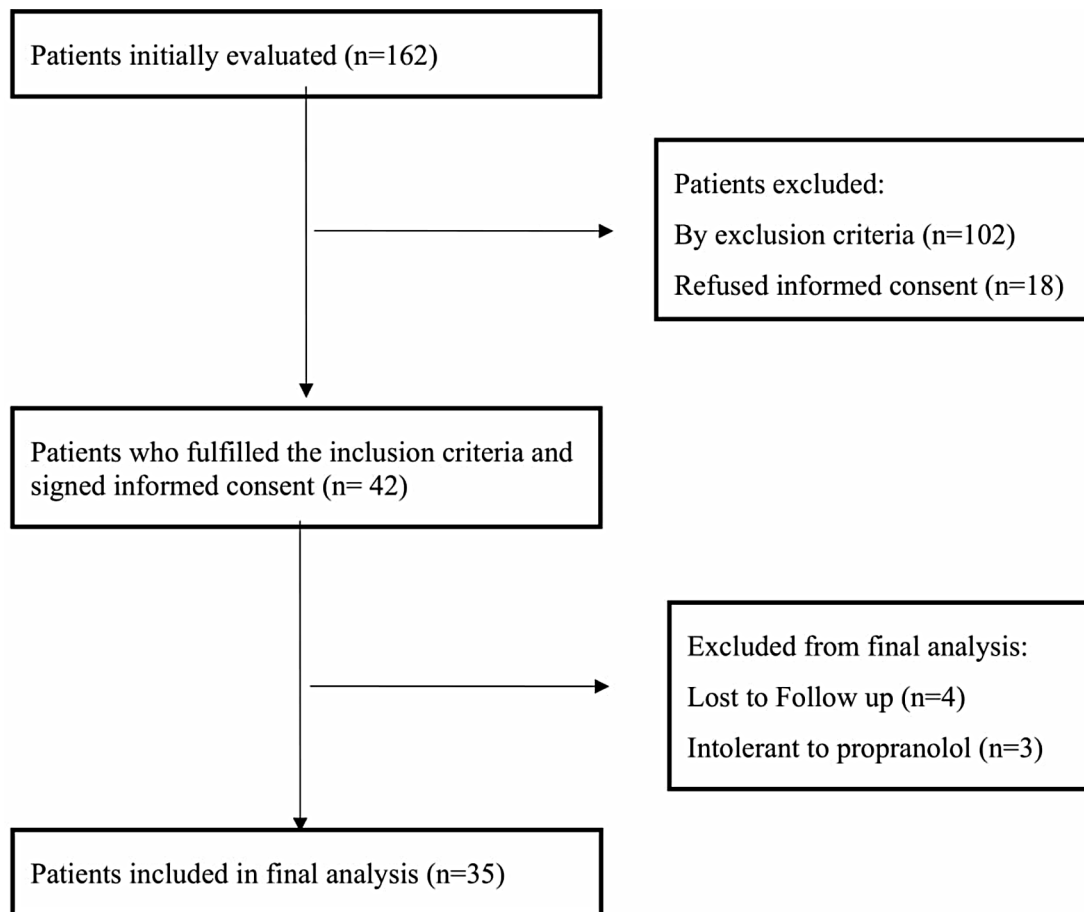 Patients initially evaluated (n=162)
Patients excluded:
By exclusion criteria (n=102)
Refused informed consent (n=18)
Patients who fulfilled the inclusion criteria and
signed informed consent (n= 42)
Excluded from final analysis:
Lost to Follow up (n=4)
Intolerant to propranolol (n=3)
Patients included in final analysis (n=35)